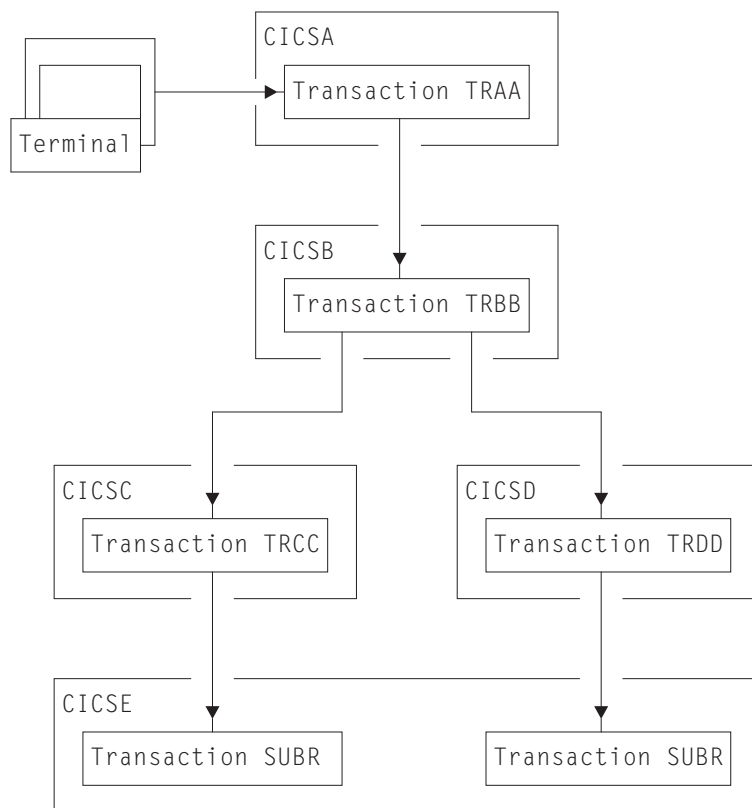 CICSA
Transaction TRAA
Terminal
CICSB
Transaction TRBB
CICSC
CICSD
Transaction TRCC
Transaction TRDD
CICSE
Transaction SUBR
Transaction SUBR